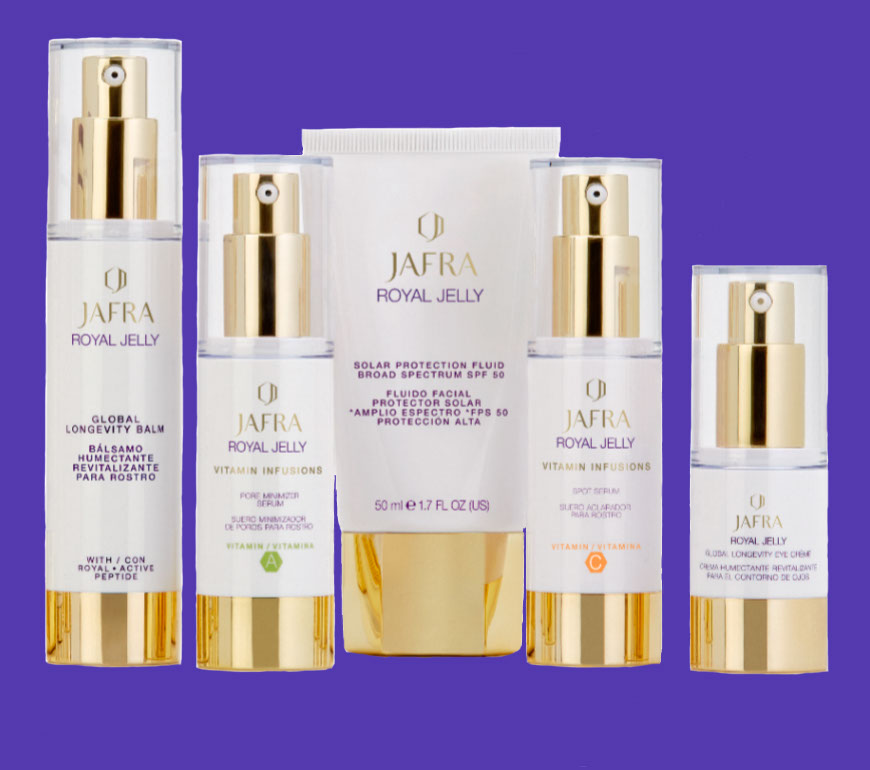 JAFRA
ROYAL JELLY
GLOBAL
LONGEVITY BALM
BÁLSAMO
HUMECTANTE
REVITALIZANTE
PARA ROSTRO
WITH / CON
ROYAL • ACTIVE
PEPTIDE
JAFRA
ROYAL JELLY
VITAMIN INFUSIONS
PORE MINIMIZER
SERUM
SUERO MINIMIZADOR
DE POROS PARA ROSTRO
VITAMIN / VITAMINA
A
JAFRA
ROYAL JELLY
SOLAR PROTECTION FLUID
BROAD SPECTRUM SPF 50
FLUIDO FACIAL
PROTECTOR SOLAR
*AMPLIO ESPECTRO *FPS 50
PROTECCIÓN ALTA
50 ml e 1.7 FL OZ (US)
JAFRA
ROYAL JELLY
VITAMIN INFUSIONS
SPOT SERUM
SUERO ACLARADOR
PARA ROSTRO
VITAMIN / VITAMINA
C
JAFRA
ROYAL JELLY
GLOBAL LONGEVITY EYE CRÈME
CREMA HUMECTANTE REVITALIZANTE
PARA EL CONTORNO DE OJOS